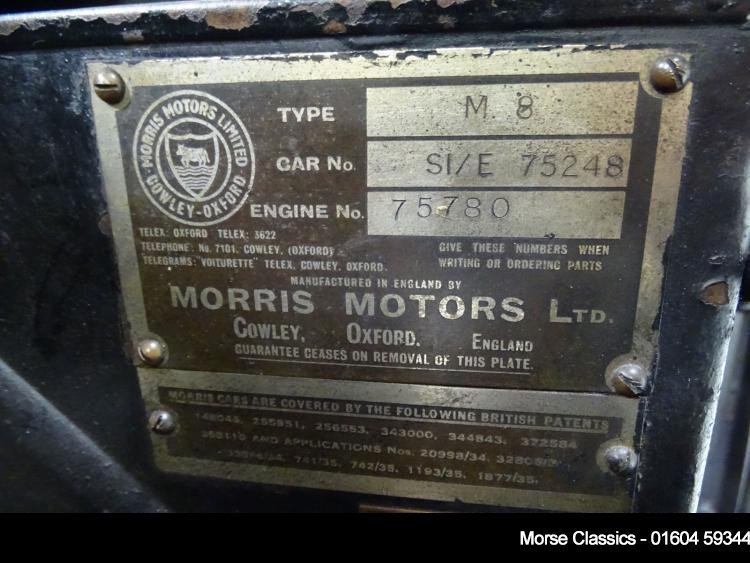 MORRIS MOTORS LIMITED
COWLEY-OXFORD
TYPE M 8
CAR No. SI/E 75248
ENGINE No. 75780
TELEX: OXFORD TELEX: 3622
TELEPHONE: No. 7101, COWLEY, (OXFORD)
TELEGRAMS: "VOITURETTE" TELEX, COWLEY, OXFORD.
GIVE THESE NUMBERS WHEN
WRITING OR ORDERING PARTS
MANUFACTURED IN ENGLAND BY
MORRIS MOTORS LTD.
COWLEY, OXFORD. ENGLAND
GUARANTEE CEASES ON REMOVAL OF THIS PLATE.
MORRIS CARS ARE COVERED BY THE FOLLOWING BRITISH PATENTS
255951, 256553, 343000, 344843, 372584
AND APPLICATIONS Nos. 20998/34,
741/35, 742/35, 1193/35, 1877/35.
Morse Classics - 01604 59344